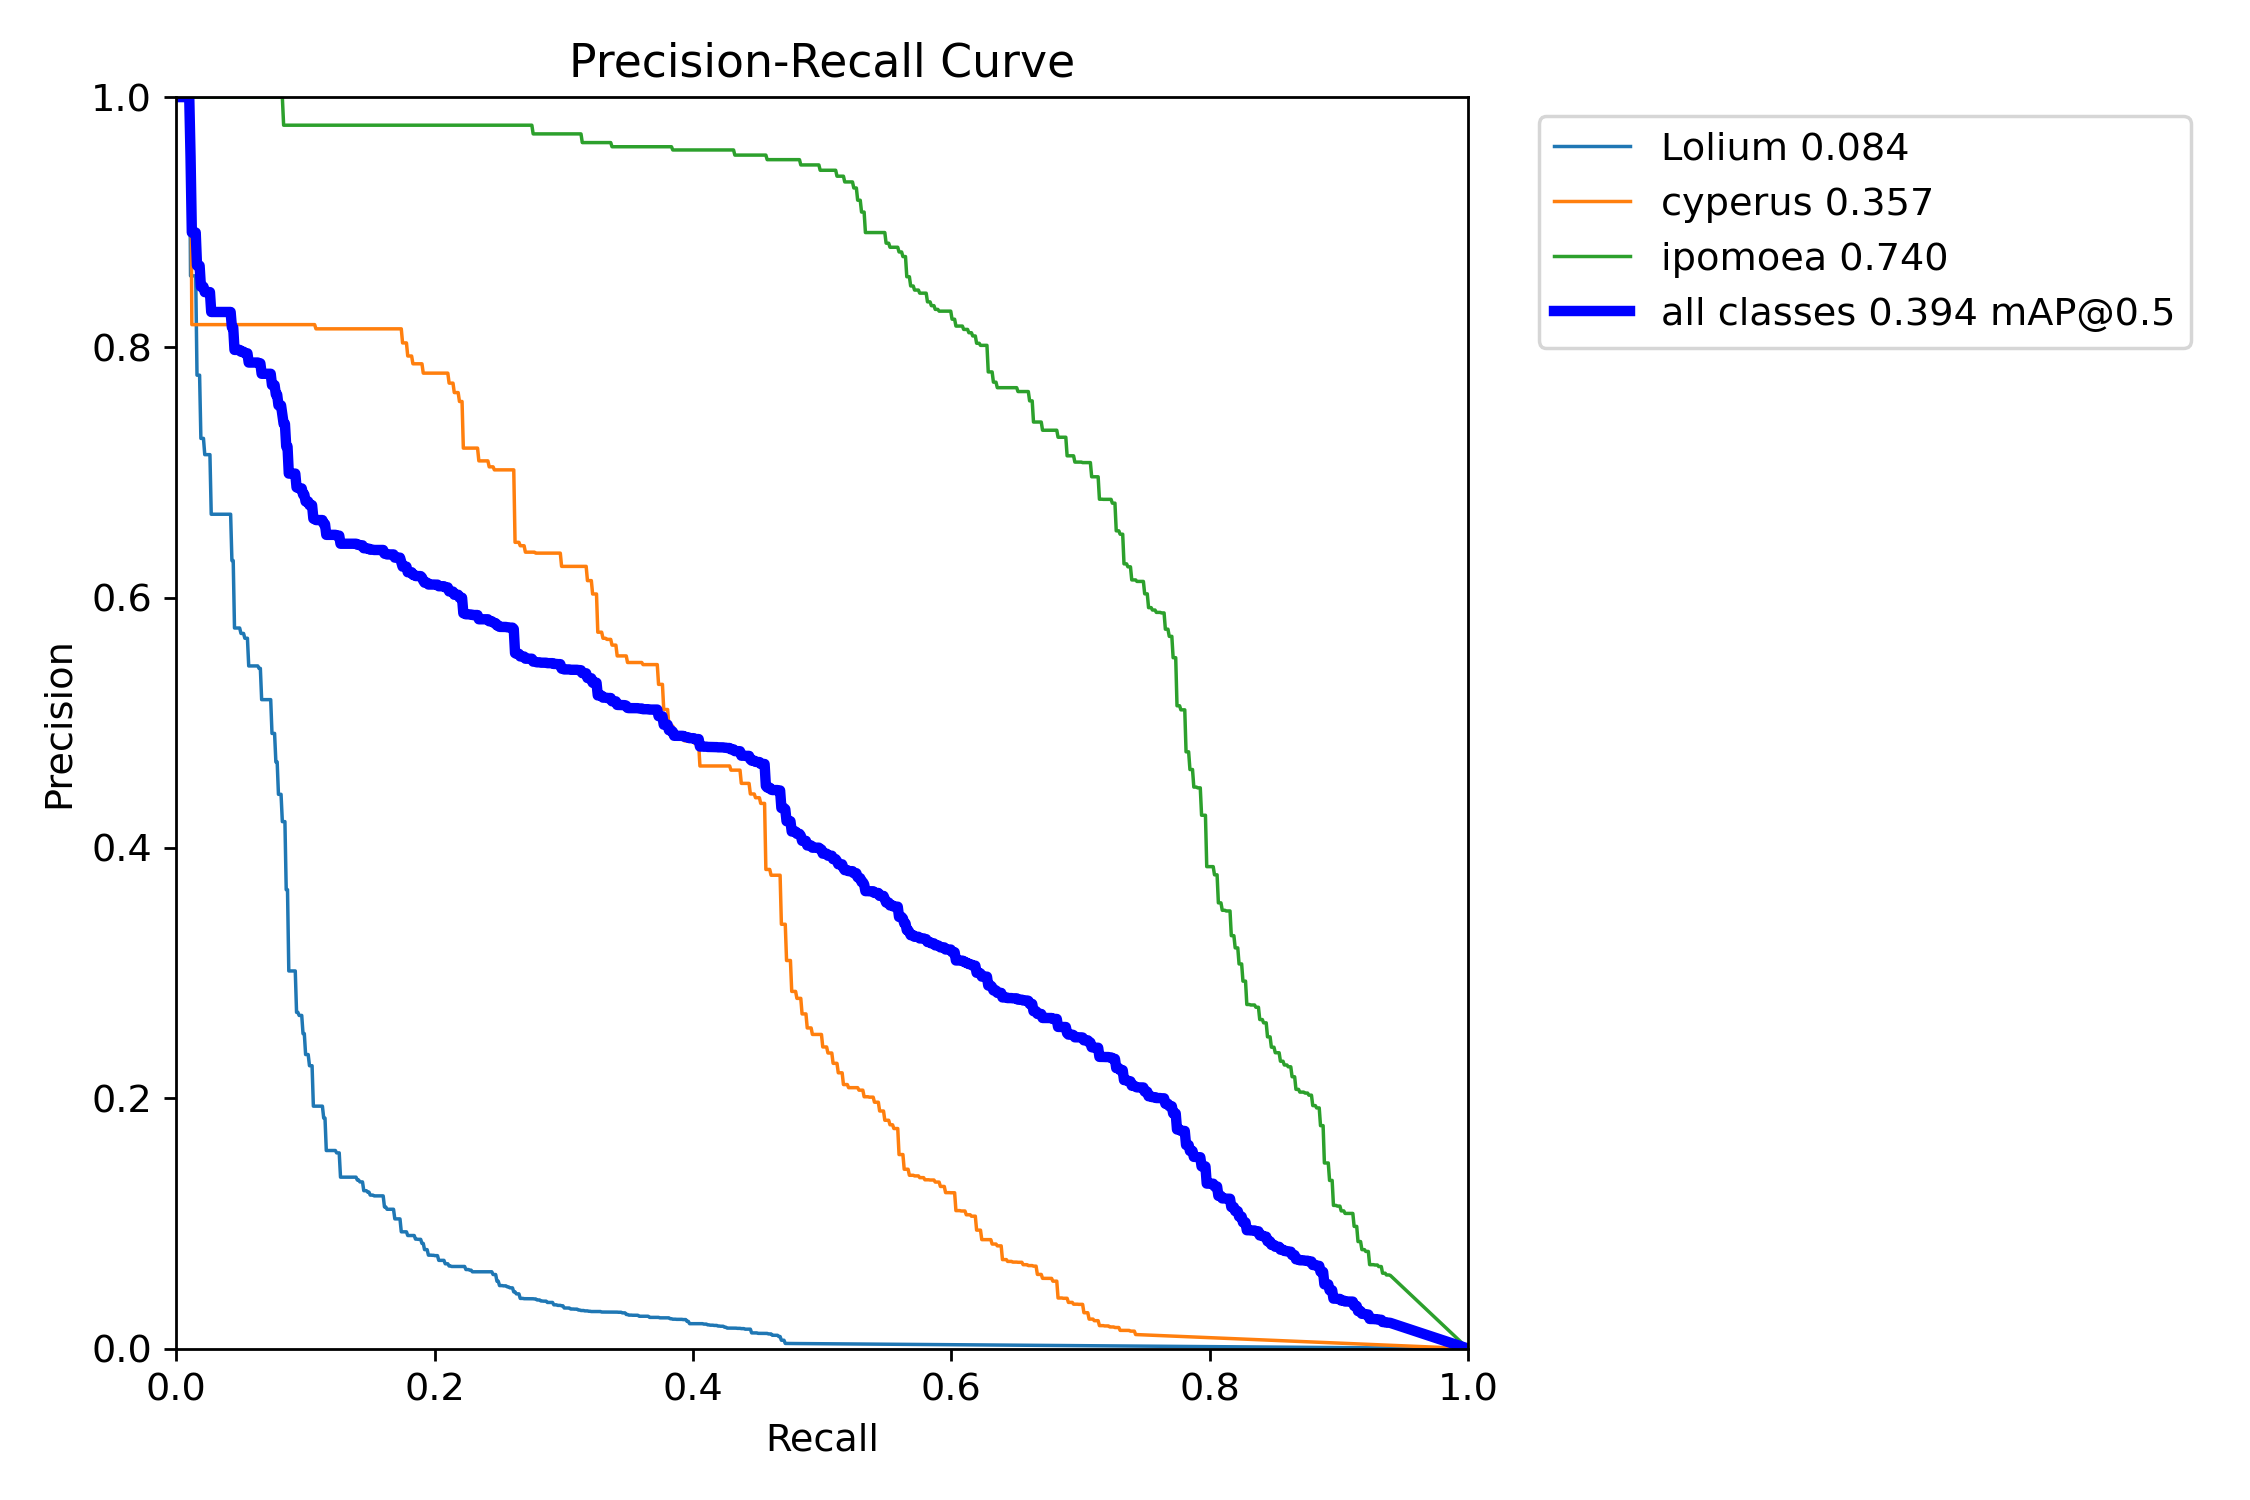 Precision-Recall Curve
1.0
0.8
0.6
0.4
0.2
0.0
Precision
0.0 0.2 0.4 0.6 0.8 1.0
Recall
Lolium 0.084
cyperus 0.357
ipomoea 0.740
all classes 0.394 mAP@0.5